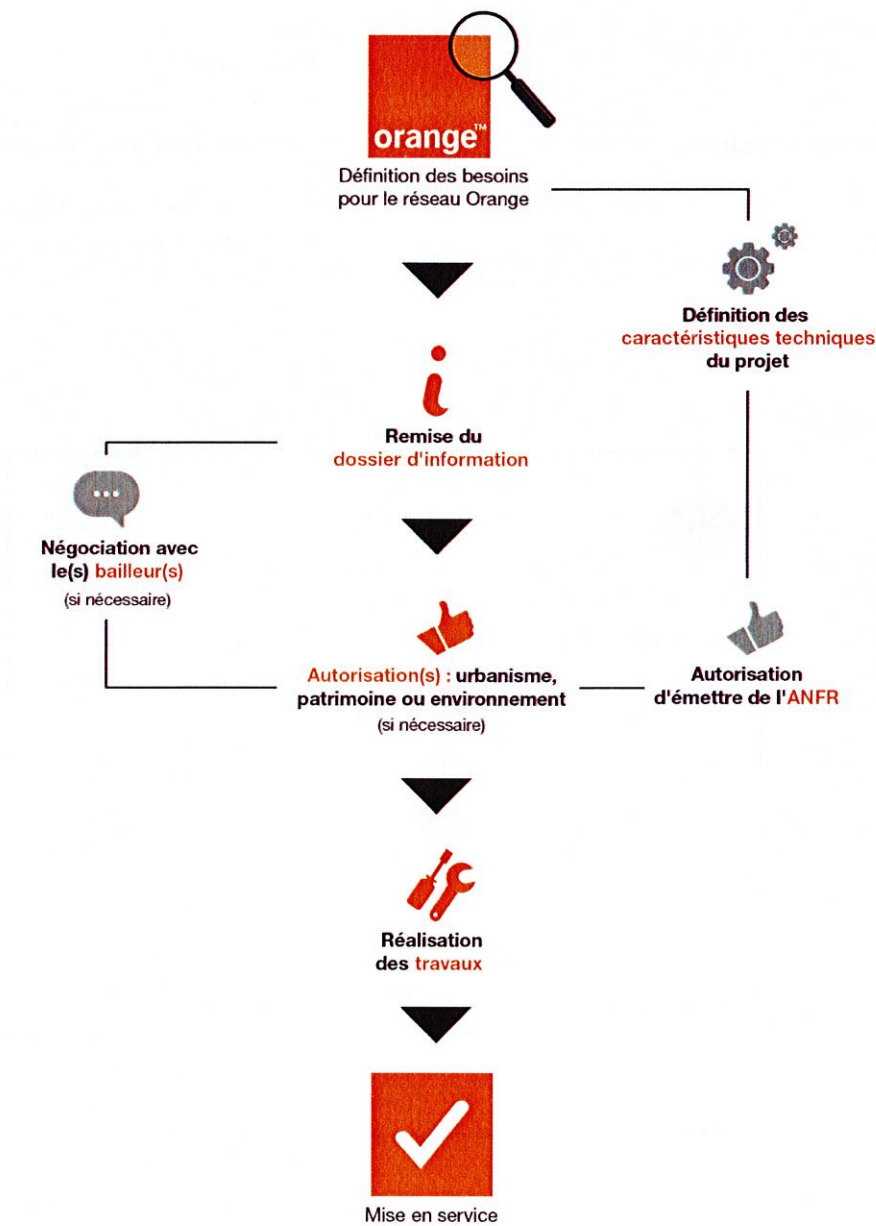 orange™
Définition des besoins
pour le réseau Orange
Définition des
caractéristiques techniques
du projet
Remise du
dossier d'information
Négociation avec
le(s) bailleur(s)
(si nécessaire)
Autorisation(s) : urbanisme,
patrimoine ou environnement
(si nécessaire)
Autorisation
d'émettre de l'ANFR
Réalisation
des travaux
Mise en service